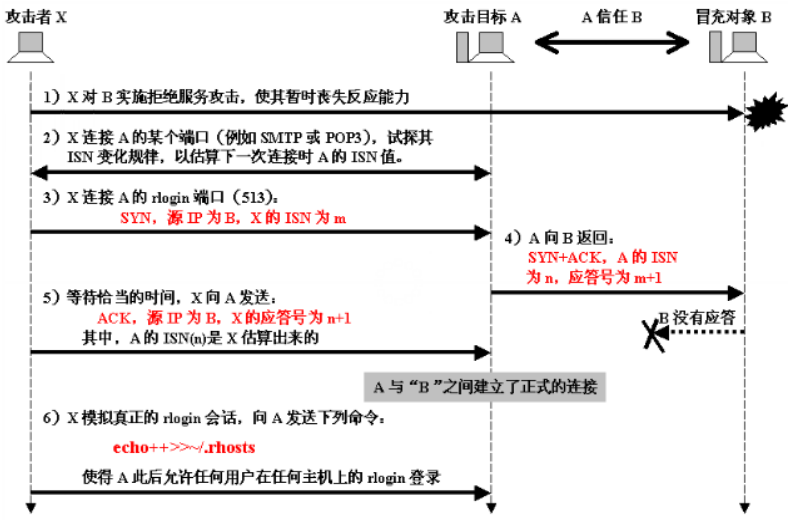 攻击者 X
攻击目标 A
A 信任 B
冒充对象 B
1）X 对 B 实施拒绝服务攻击，使其暂时丧失反应能力
2）X 连接 A 的某个端口（例如 SMTP 或 POP3），试探其
ISN 变化规律，以估算下一次连接时 A 的 ISN 值。
3）X 连接 A 的 rlogin 端口（513）：
SYN，源 IP 为 B，X 的 ISN 为 m
4）A 向 B 返回：
SYN+ACK，A 的 ISN
为 n，应答号为 m+1
5）等待恰当的时间，X 向 A 发送：
ACK，源 IP 为 B，X的应答号为 n+1
其中，A 的 ISN(n)是 X 估算出来的
B 没有应答
A 与“B”之间建立了正式的连接
6）X 模拟真正的 rlogin 会话，向 A 发送下列命令：
echo++>>~/.rhosts
使得 A 此后允许任何用户在任何主机上的 rlogin 登录